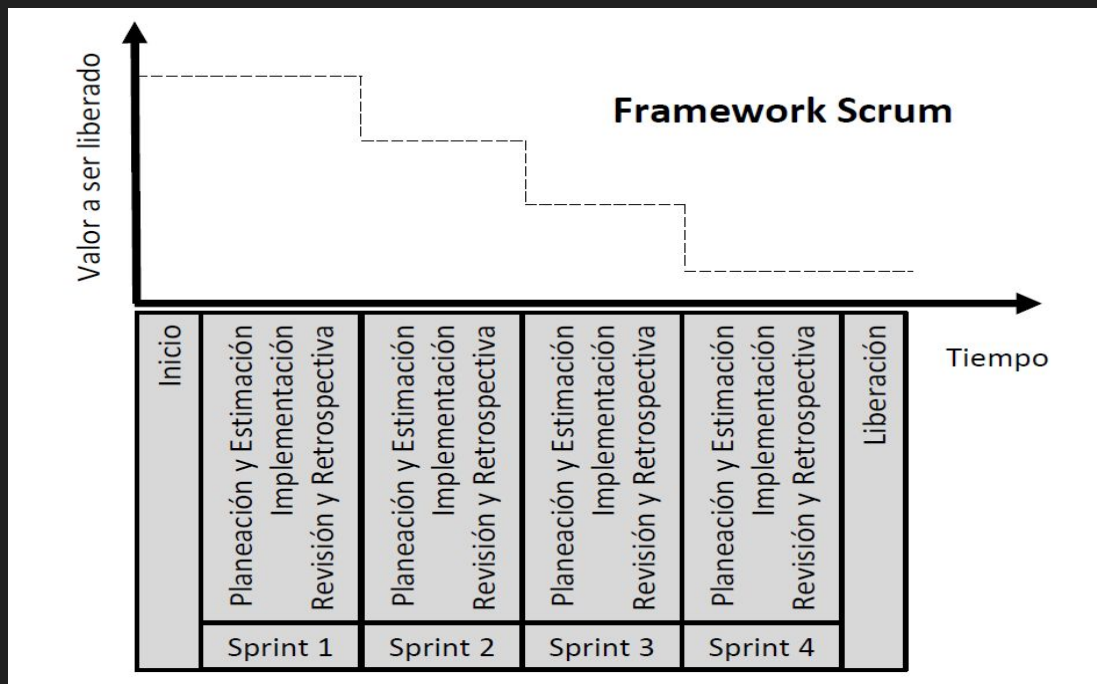 Framework Scrum
Valor a ser liberado
Tiempo
Inicio
Planeación y Estimación
Implementación
Revisión y Retrospectiva
Sprint 1
Planeación y Estimación
Implementación
Revisión y Retrospectiva
Sprint 2
Planeación y Estimación
Implementación
Revisión y Retrospectiva
Sprint 3
Planeación y Estimación
Implementación
Revisión y Retrospectiva
Sprint 4
Liberación